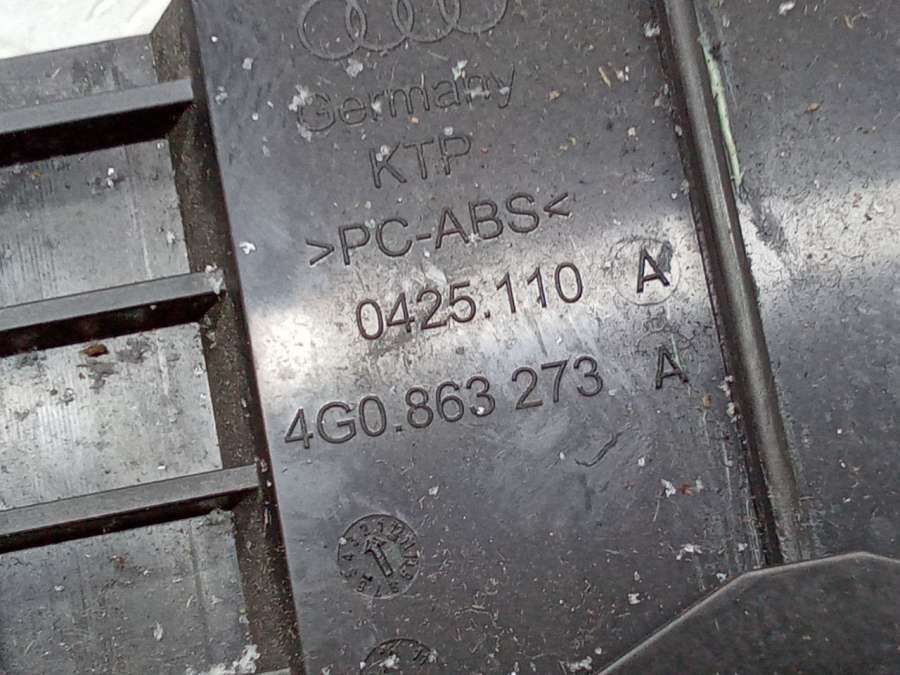 Germany
KTP
>PC-ABS<
0425.110 A
4G0.863 273 A